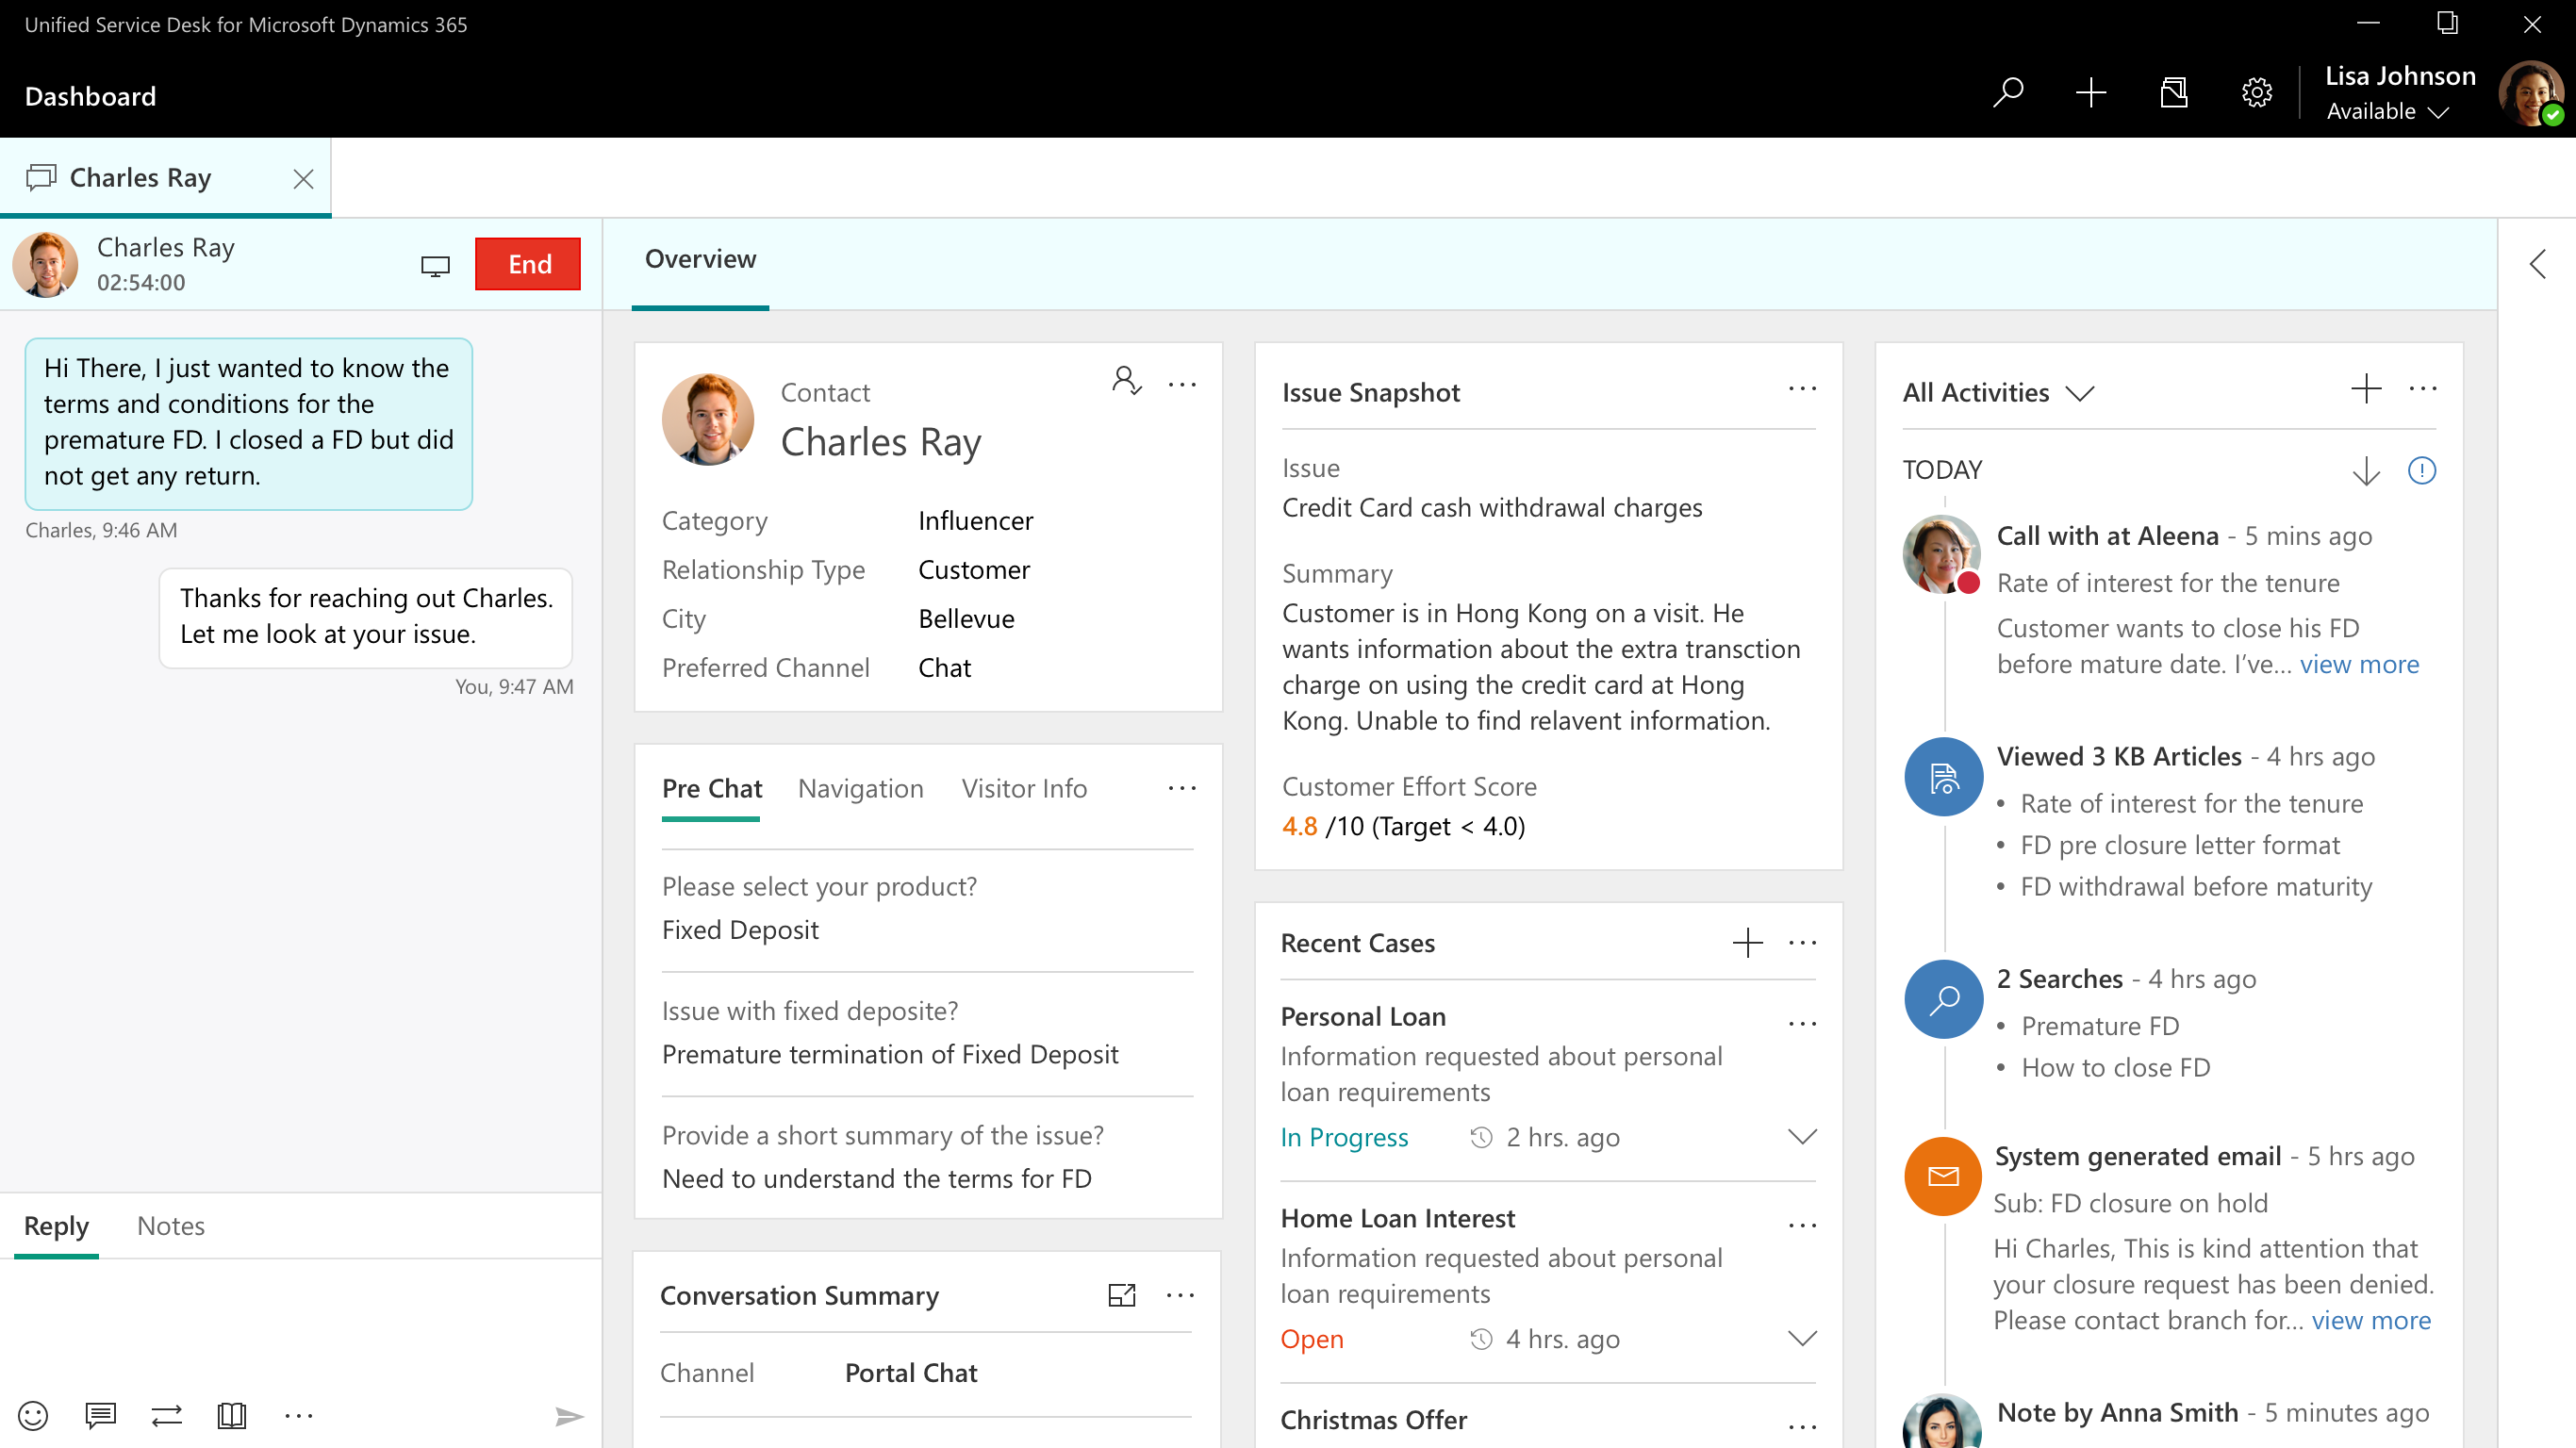 Unified Service Desk for Microsoft Dynamics 365
Dashboard
Lisa Johnson
Available
Charles Ray
Charles Ray
02:54:00
End
Hi There, I just wanted to know the
terms and conditions for the
premature FD. I closed a FD but did
not get any return.
Charles, 9:46 AM
Thanks for reaching out Charles.
Let me look at your issue.
You, 9:47 AM
Reply
Notes
Overview
Contact
Charles Ray
Category Influencer
Relationship Type Customer
City Bellevue
Preferred Channel Chat
Pre Chat Navigation Visitor Info
Please select your product?
Fixed Deposit
Issue with fixed deposite?
Premature termination of Fixed Deposit
Provide a short summary of the issue?
Need to understand the terms for FD
Conversation Summary
Channel Portal Chat
Issue Snapshot
Issue
Credit Card cash withdrawal charges
Summary
Customer is in Hong Kong on a visit. He
wants information about the extra transction
charge on using the credit card at Hong
Kong. Unable to find relavent information.
Customer Effort Score
4.8 /10 (Target < 4.0)
Recent Cases
Personal Loan
Information requested about personal
loan requirements
In Progress 2 hrs. ago
Home Loan Interest
Information requested about personal
loan requirements
Open 4 hrs. ago
Christmas Offer
All Activities
TODAY
Call with at Aleena - 5 mins ago
Rate of interest for the tenure
Customer wants to close his FD
before mature date. I’ve... view more
Viewed 3 KB Articles - 4 hrs ago
• Rate of interest for the tenure
• FD pre closure letter format
• FD withdrawal before maturity
2 Searches - 4 hrs ago
• Premature FD
• How to close FD
System generated email - 5 hrs ago
Sub: FD closure on hold
Hi Charles, This is kind attention that
your closure request has been denied.
Please contact branch for... view more
Note by Anna Smith - 5 minutes ago